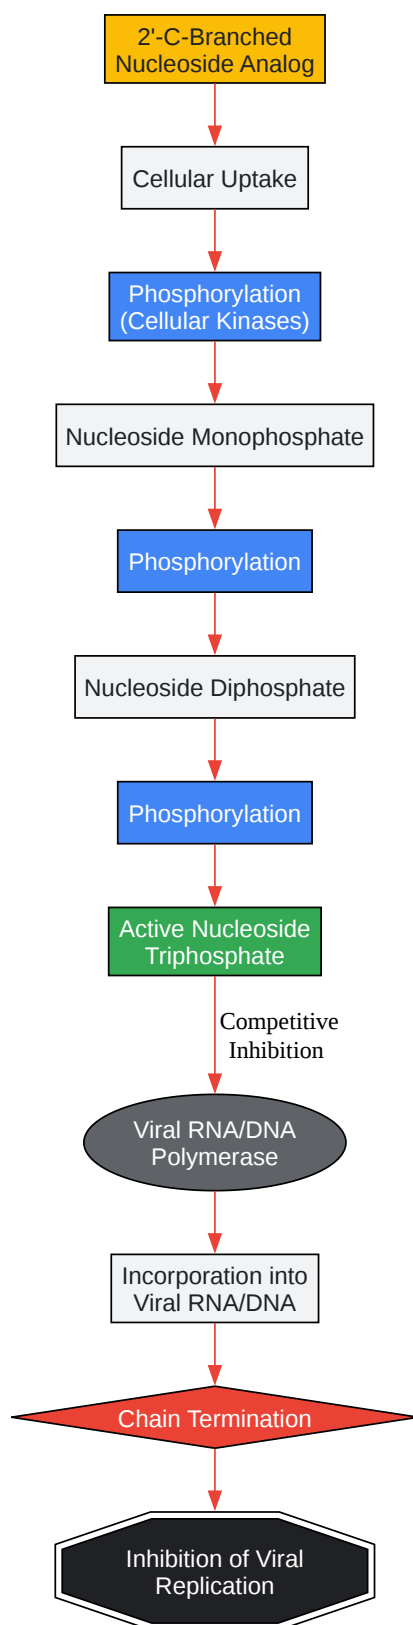 2'-C-Branched
Nucleoside Analog
Cellular Uptake
Phosphorylation
(Cellular Kinases)
Nucleoside Monophosphate
Phosphorylation
Nucleoside Diphosphate
Phosphorylation
Active Nucleoside
Triphosphate
Competitive
Inhibition
Viral RNA/DNA
Polymerase
Incorporation into
Viral RNA/DNA
Chain Termination
Inhibition of Viral
Replication